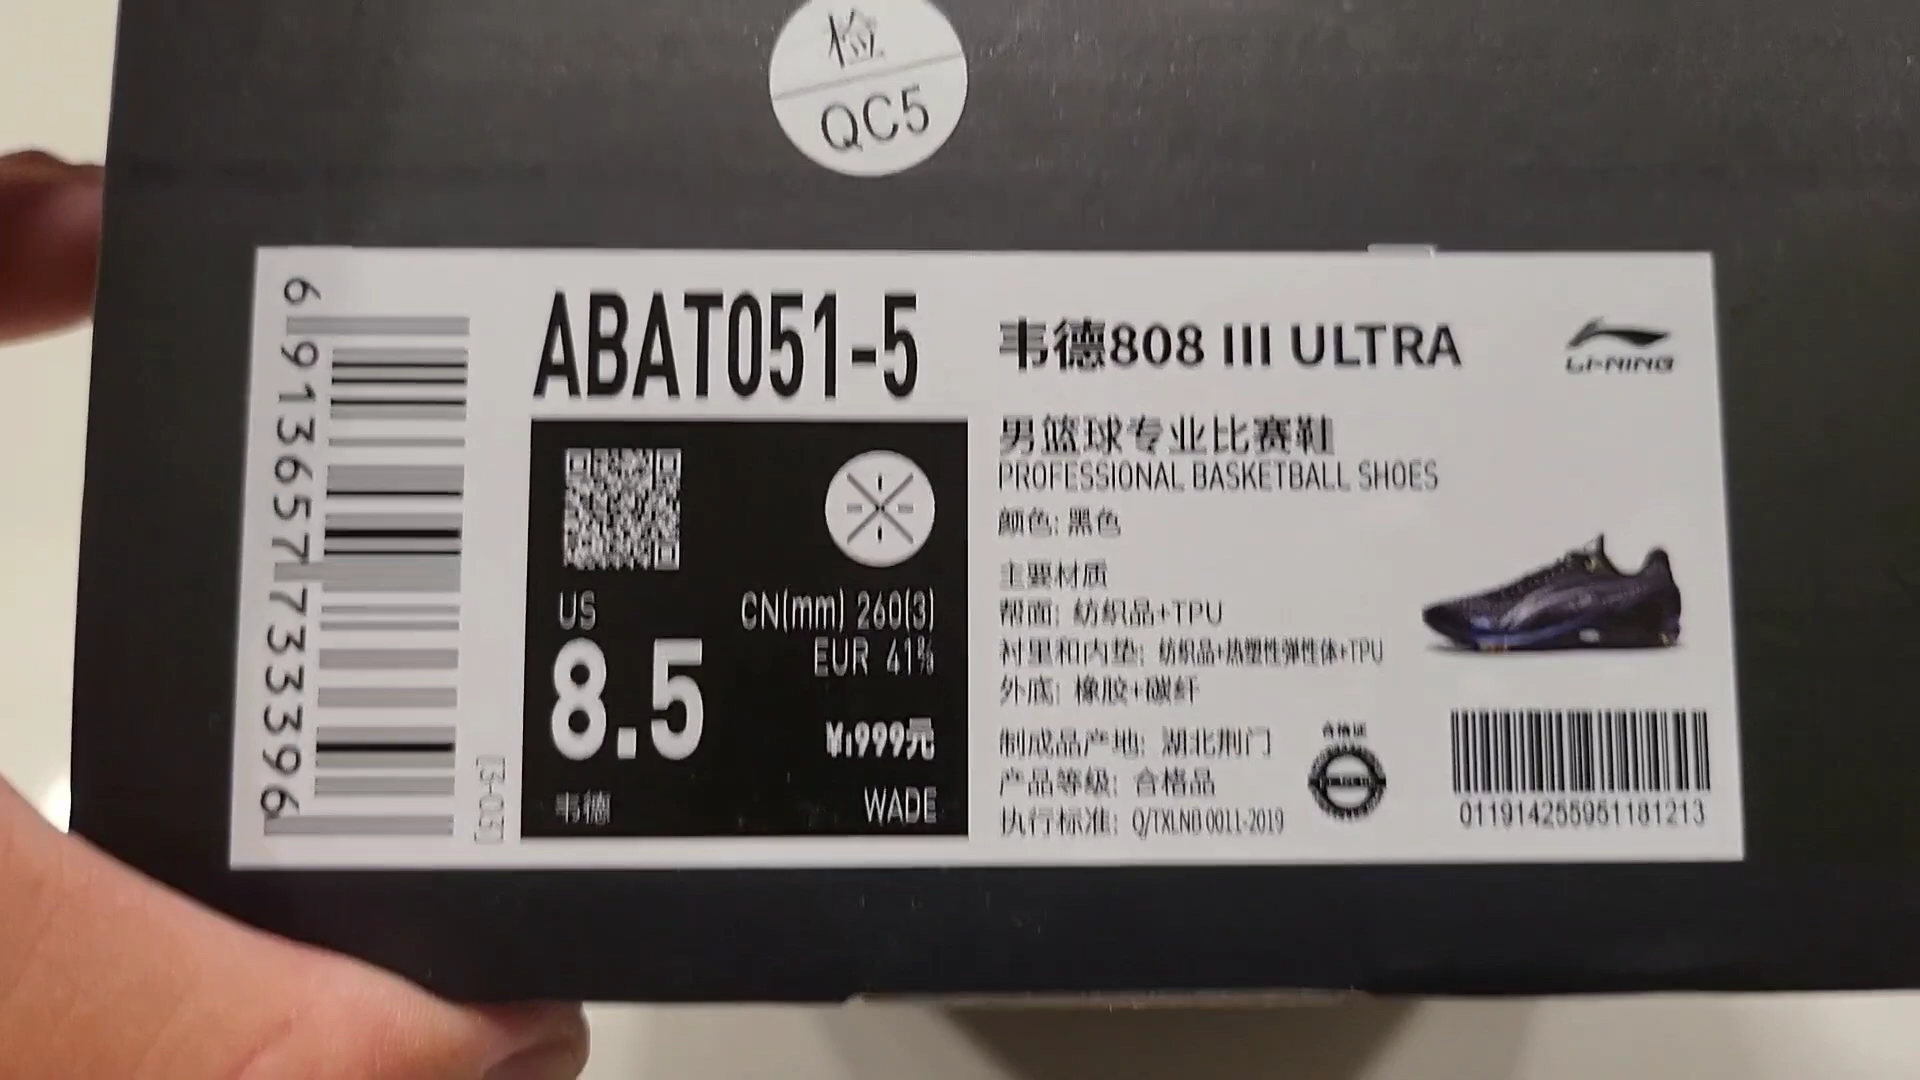 检
QC5
6913657733396
[3-03]
ABAT051-5
US
8.5
CN(mm) 260(3)
EUR 41⅓
¥:999元
韦德
WADE
韦德808 III ULTRA
LI-NING
男篮球专业比赛鞋
PROFESSIONAL BASKETBALL SHOES
颜色: 黑色
主要材质
帮面: 纺织品+TPU
衬里和内垫: 纺织品+热塑性弹性体+TPU
外底: 橡胶+碳纤
制成品产地: 湖北荆门
产品等级: 合格品
执行标准: Q/TXLNB 0011-2019
合格证
011914255951181213